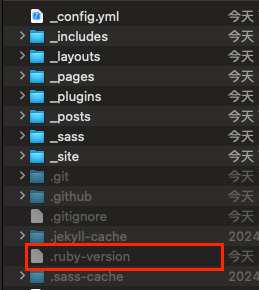 _config.yml 今天
_includes 今天
_layouts 今天
_pages 今天
_plugins 今天
_posts 今天
_sass 今天
_site 今天
.git 今天
.github 今天
.gitignore 今天
.jekyll-cache 2024
.ruby-version 今天
.sass-cache 2024